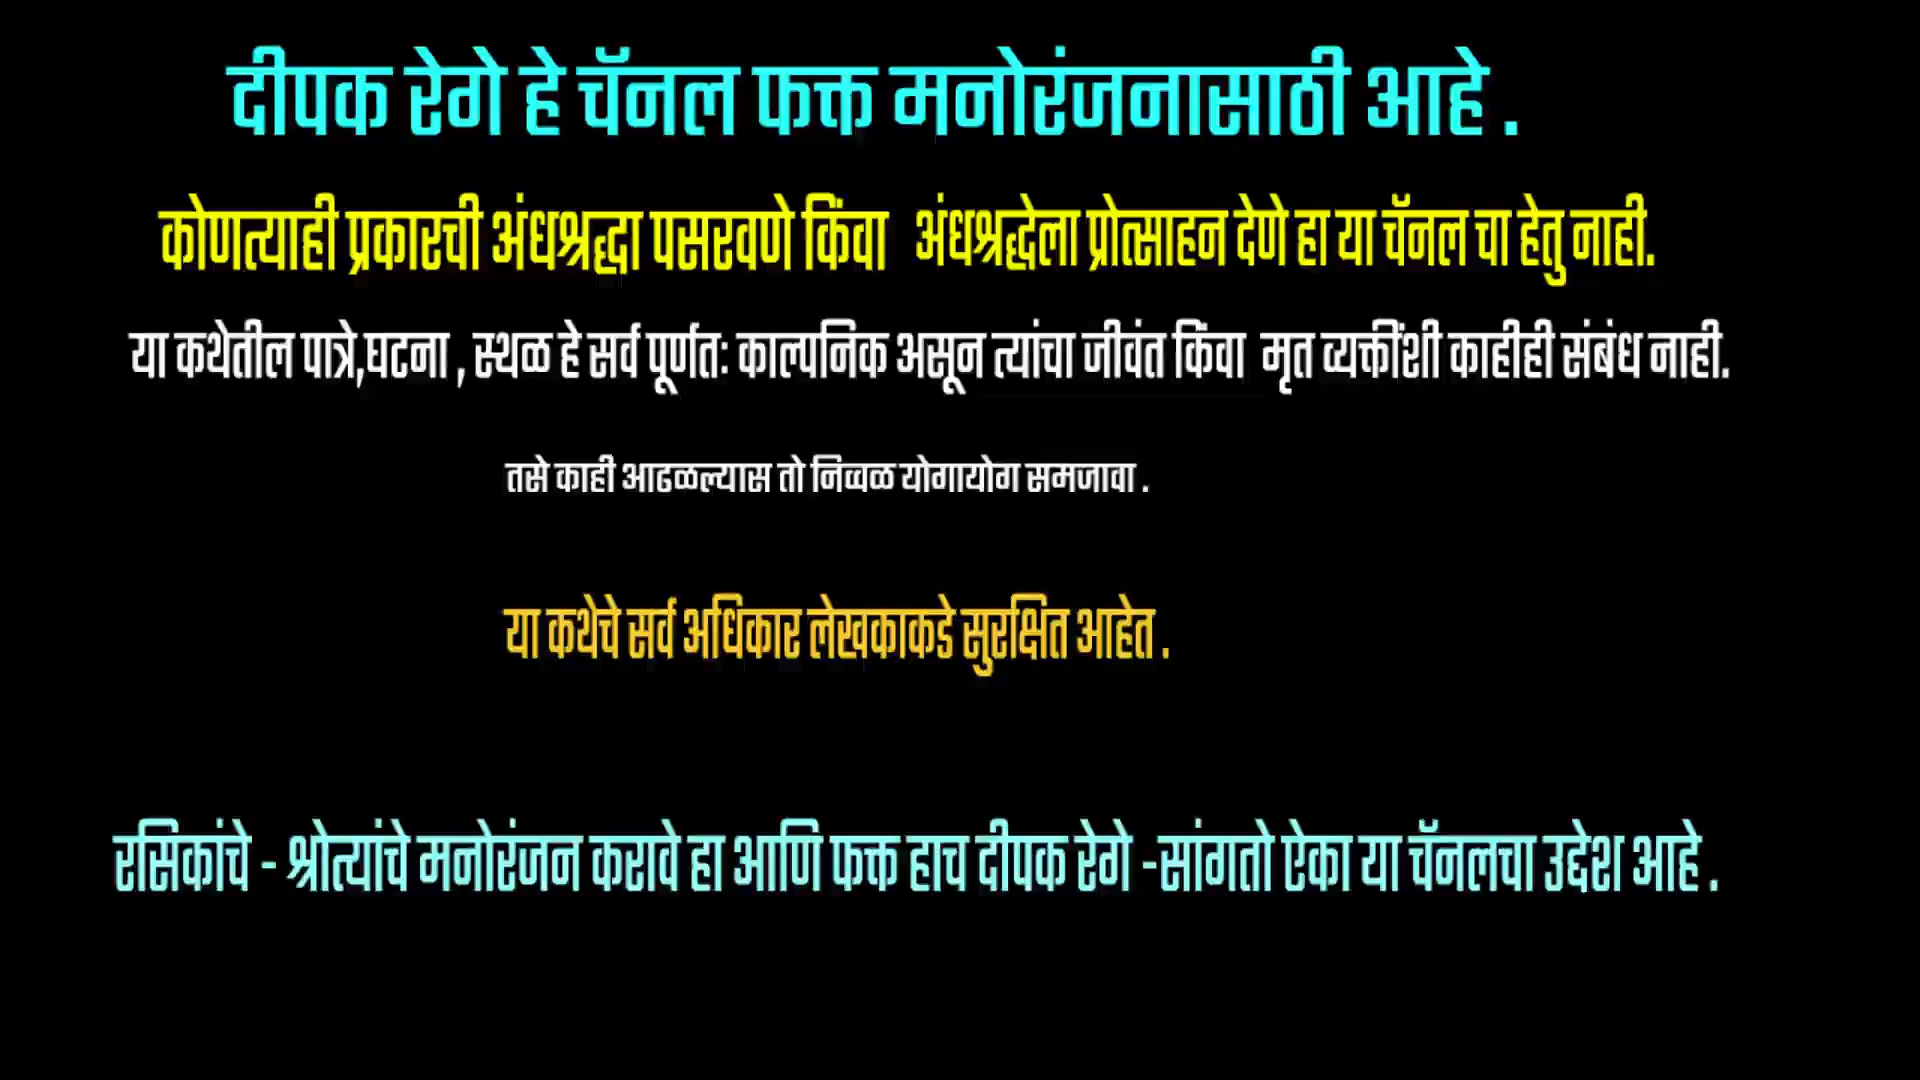 दीपक रेगे हे चॅनल फक्त मनोरंजनासाठी आहे .
कोणत्याही प्रकारची अंधश्रद्धा पसरवणे किंवा अंधश्रद्धेला प्रोत्साहन देणे हा या चॅनल चा हेतु नाही.
या कथेतील पात्रे,घटना , स्थळ हे सर्व पूर्णतः काल्पनिक असून त्यांचा जीवंत किंवा मृत व्यक्तींशी काहीही संबंध नाही.
तसे काही आढळल्यास तो निव्वळ योगायोग समजावा .
या कथेचे सर्व अधिकार लेखकाकडे सुरक्षित आहेत .
रसिकांचे - श्रोत्यांचे मनोरंजन करावे हा आणि फक्त हाच दीपक रेगे -सांगतो ऐका या चॅनलचा उद्देश आहे .